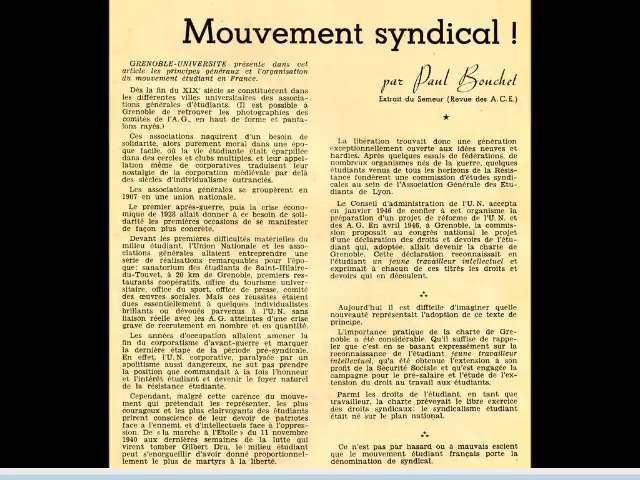 Mouvement syndical !
GRENOBLE-UNIVERSITE présente dans cet
article les principes généraux et l'organisation
du mouvement étudiant en France.
Dès la fin du XIXe siècle se constituèrent dans
les différentes villes universitaires des associa-
tions générales d'étudiants. (Il est possible à
Grenoble de retrouver les photographies des
comités de l'A.G., en haut de forme et panta-
lons rayés.)
Ces associations naquirent d'un besoin de
solidarité, alors purement moral dans une épo-
que facile, où la vie étudiante était éparpillée
dans des cercles et clubs multiples, et leur appel-
lation même de corporatives traduisent leur
nostalgie de la corporation médiévale par delà
des siècles d'individualisme outrancier.
Les associations générales se groupèrent en
1907 en une union nationale.
Le premier après-guerre, puis la crise écono-
mique de 1928 allait donner à ce besoin de soli-
darité les premières occasions de se manifester
de façon plus concrète.
Devant les premières difficultés matérielles du
milieu étudiant, l'Union Nationale et les asso-
ciations générales allaient entreprendre une
série de réalisations remarquables pour l'épo-
que: sanatorium des étudiants de Saint-Hilaire-
du-Touvet, à 20 km de Grenoble, premiers res-
taurants coopératifs, office du tourisme univer-
sitaire, office du sport, office de presse, comité
des œuvres sociales. Mais ces réussites étaient
dues essentiellement à quelques individualistes
brillants ou dévoués parvenus à l'U.N. sans
liaison réelle avec les A.G. atteintes d'une crise
grave de recrutement en nombre et en quantité.
Les années d'occupation allaient amener la
fin du corporatisme d'avant-guerre et marquer
la dernière étape de la période pré-syndicale.
En effet, l'U.N. corporative, paralysée par un
apolitisme aussi dangereux, ne sut pas prendre
la position que commandait à la fois l'honneur
et l'intérêt étudiant et devenir le foyer naturel
de la résistance étudiante.
Cependant, malgré cette carence du mouve-
ment qui prétendait les représenter, les plus
courageux et les plus clairvoyants des étudiants
prirent conscience de leur devoir de patriotes
face à l'ennemi, et d'intellectuels face à l'oppres-
sion. De « la marche à l'Etoile » du 11 novembre
1940 aux dernières semaines de la lutte qui
virent tomber Gilbert Dru, le milieu étudiant
peut s'enorgueillir d'avoir donné proportionnel-
lement le plus de martyrs à la liberté.
par Paul Bouchet
Extrait du Semeur (Revue des A.C.E.)
La libération trouvait donc une génération
exceptionnellement ouverte aux idées neuves et
hardies. Après quelques essais de fédérations, de
nombreux organismes nés de la guerre, quelques
étudiants venus de tous les horizons de la Résis-
tance fondèrent une commission d'études syndi-
cales au sein de l'Association Générale des Etu-
diants de Lyon.
Le Conseil d'administration de l'U.N. accepta
en janvier 1946 de confier à cet organisme la
préparation d'un projet de réforme de l'U.N. et
des A.G. En avril 1946, à Grenoble, la commis-
sion proposait au congrès national le projet
d'une déclaration des droits et devoirs de l'étu-
diant qui, adoptée, allait devenir la charte de
Grenoble. Cette déclaration reconnaissait en
l'étudiant un jeune travailleur intellectuel et
exprimait à chacun de ces titres les droits et
devoirs qui en découlent.
Aujourd'hui il est difficile d'imaginer quelle
nouveauté représentait l'adoption de ce texte de
principe.
L'importance pratique de la charte de Gre-
noble a été considérable. Qu'il suffise de rappe-
ler que c'est en se basant expressément sur la
reconnaissance de l'étudiant jeune travailleur
intellectuel, qu'a été obtenue l'extension à son
profit de la Sécurité Sociale et qu'est engagée la
campagne pour le pré-salaire et l'étude de l'ex-
tension du droit au travail aux étudiants.
Parmi les droits de l'étudiant, en tant que
travailleur, la charte prévoyait le libre exercice
des droits syndicaux: le syndicalisme étudiant
était né sur le plan national.
Ce n'est pas par hasard ou à mauvais escient
que le mouvement étudiant français porte la
dénomination de syndical.